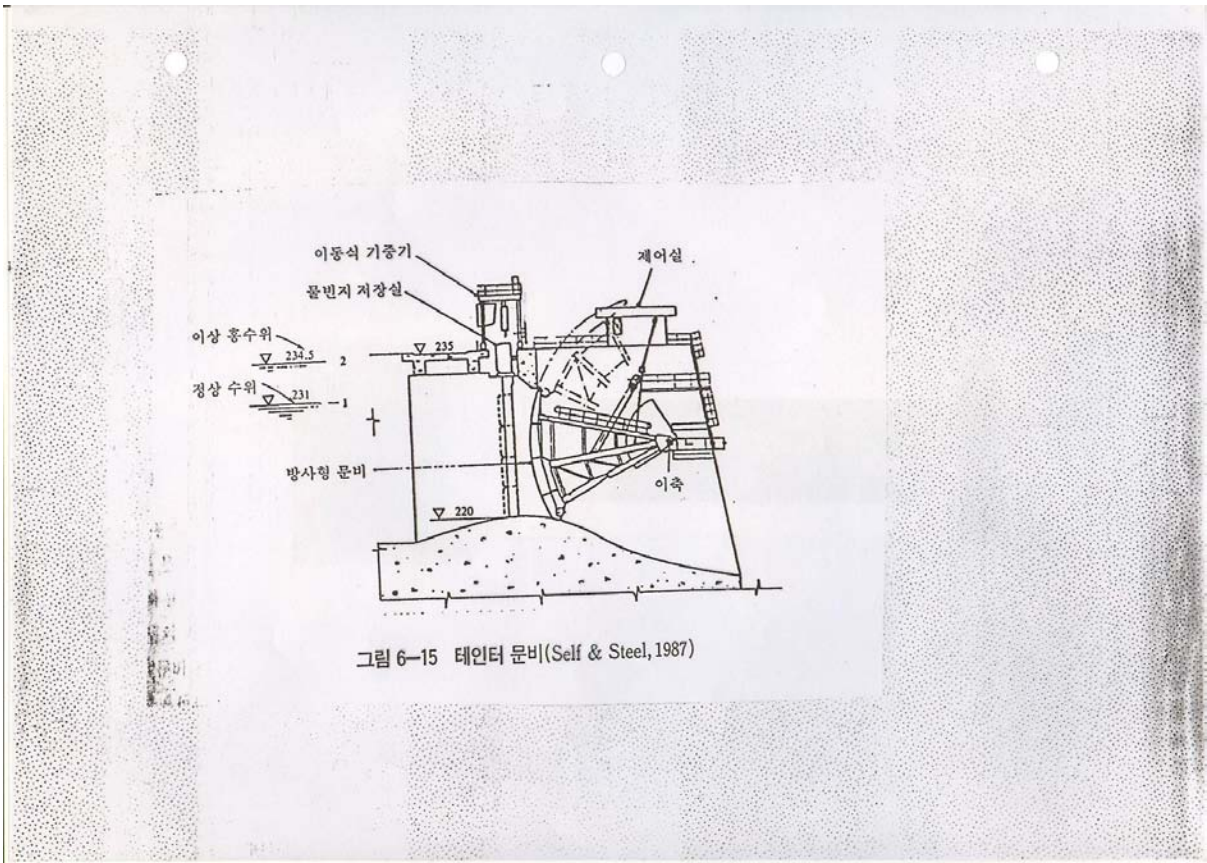 이동식 기중기
제어실
물빈지 저장실
이상 홍수위
234.5
2
235
정상 수위
231
1
방사형 문비
이축
220
그림 6—15 테인터 문비(Self & Steel, 1987)